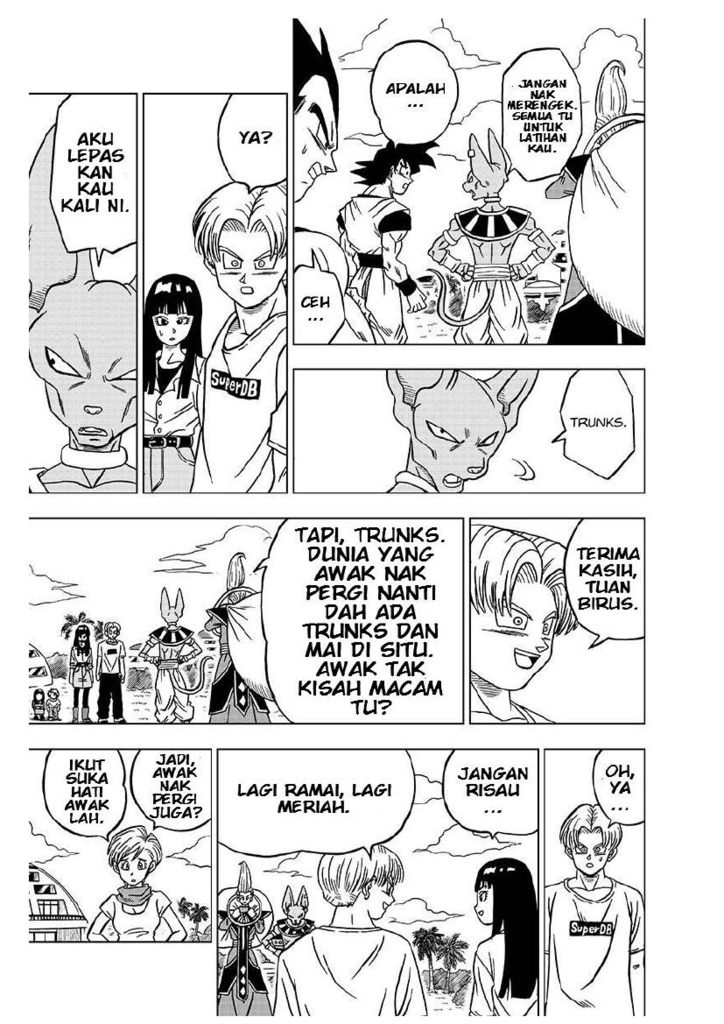 JANGAN
NAK
MERENGEK.
SEMUA TU
UNTUK
LATIHAN
KAU.
APALAH
...
CEH
...
TRUNKS.
YA?
SuperDB
AKU
LEPAS
KAN
KAU
KALI NI.
TERIMA
KASIH,
TUAN
BIRUS.
TAPI, TRUNKS.
DUNIA YANG
AWAK NAK
PERGI NANTI
DAH ADA
TRUNKS DAN
MAI DI SITU.
AWAK TAK
KISAH MACAM
TU?
OH,
YA
...
SuperDB
JANGAN
RISAU
...
LAGI RAMAI, LAGI
MERIAH.
JADI,
AWAK
NAK
PERGI
JUGA?
IKUT
SUKA
HATI
AWAK
LAH.